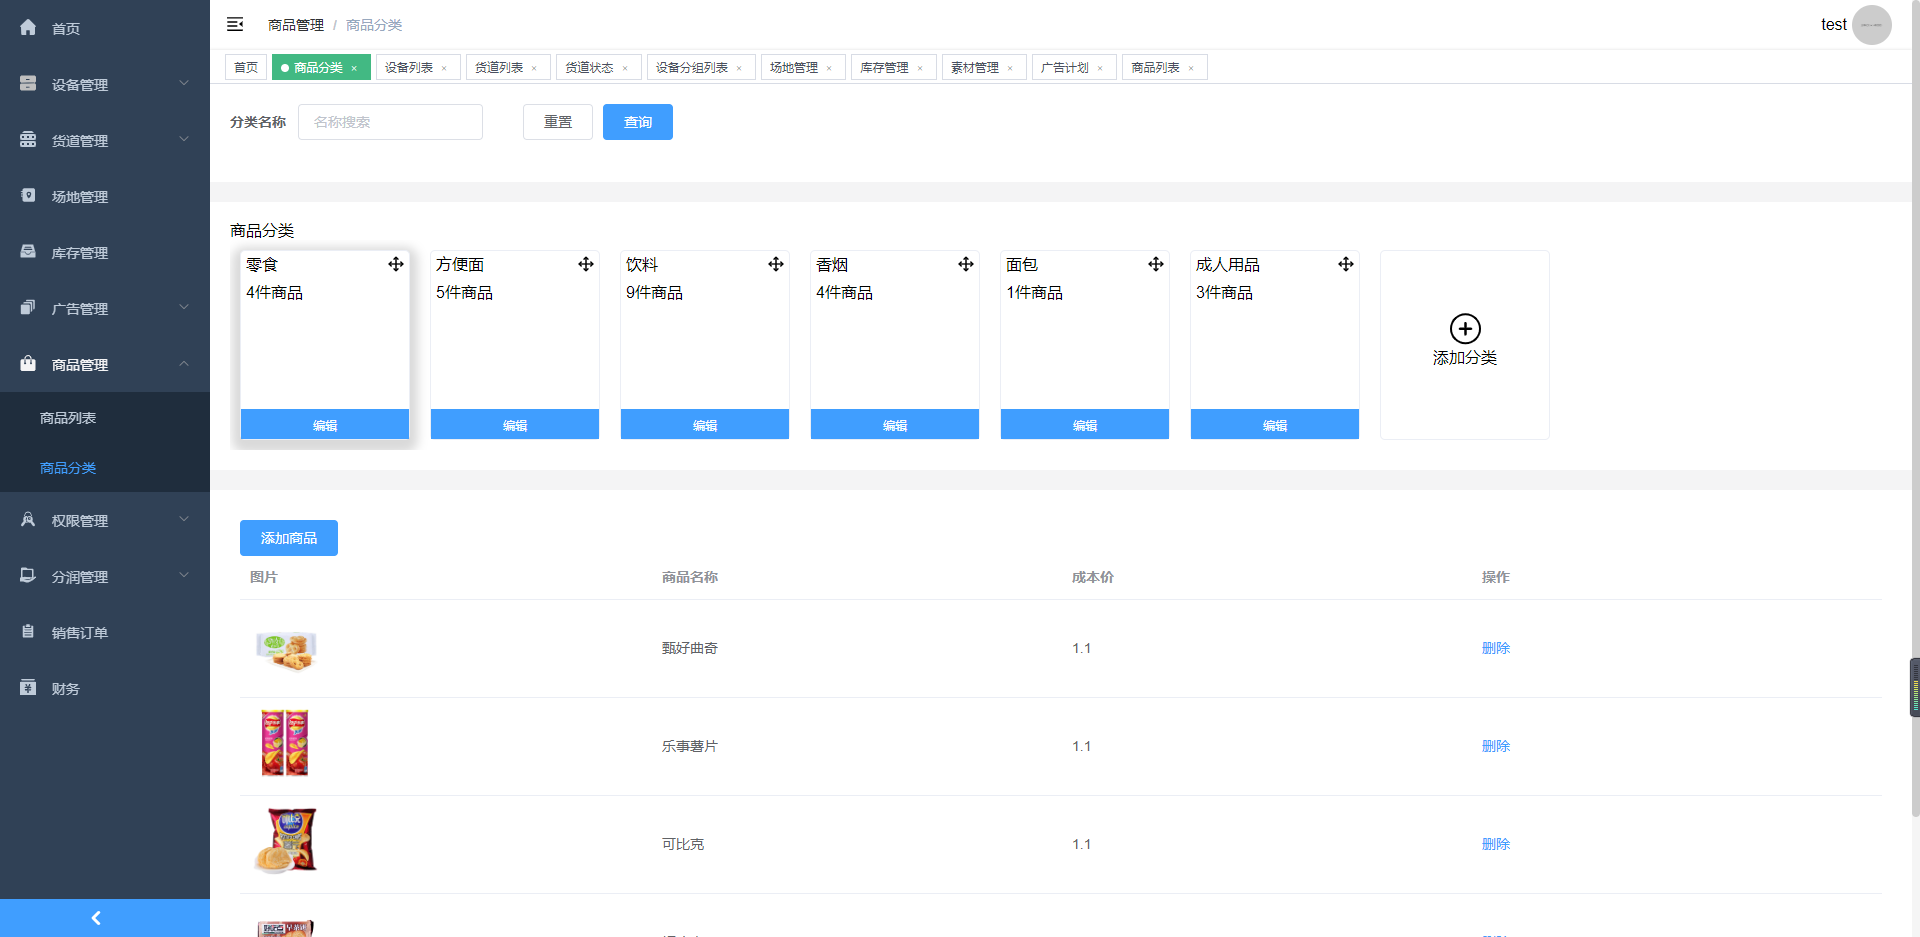 首页
设备管理
货道管理
场地管理
库存管理
广告管理
商品管理
商品列表
商品分类
权限管理
分润管理
销售订单
财务
商品管理 / 商品分类
test
首页 商品分类 × 设备列表 × 货道列表 × 货道状态 × 设备分组列表 × 场地管理 × 库存管理 × 素材管理 × 广告计划 × 商品列表 ×
分类名称 名称搜索 重置 查询
商品分类
零食
4件商品
编辑
方便面
5件商品
编辑
饮料
9件商品
编辑
香烟
4件商品
编辑
面包
1件商品
编辑
成人用品
3件商品
编辑
添加分类
添加商品
图片 商品名称 成本价 操作
甄好曲奇 1.1 删除
乐事薯片 1.1 删除
可比克 1.1 删除